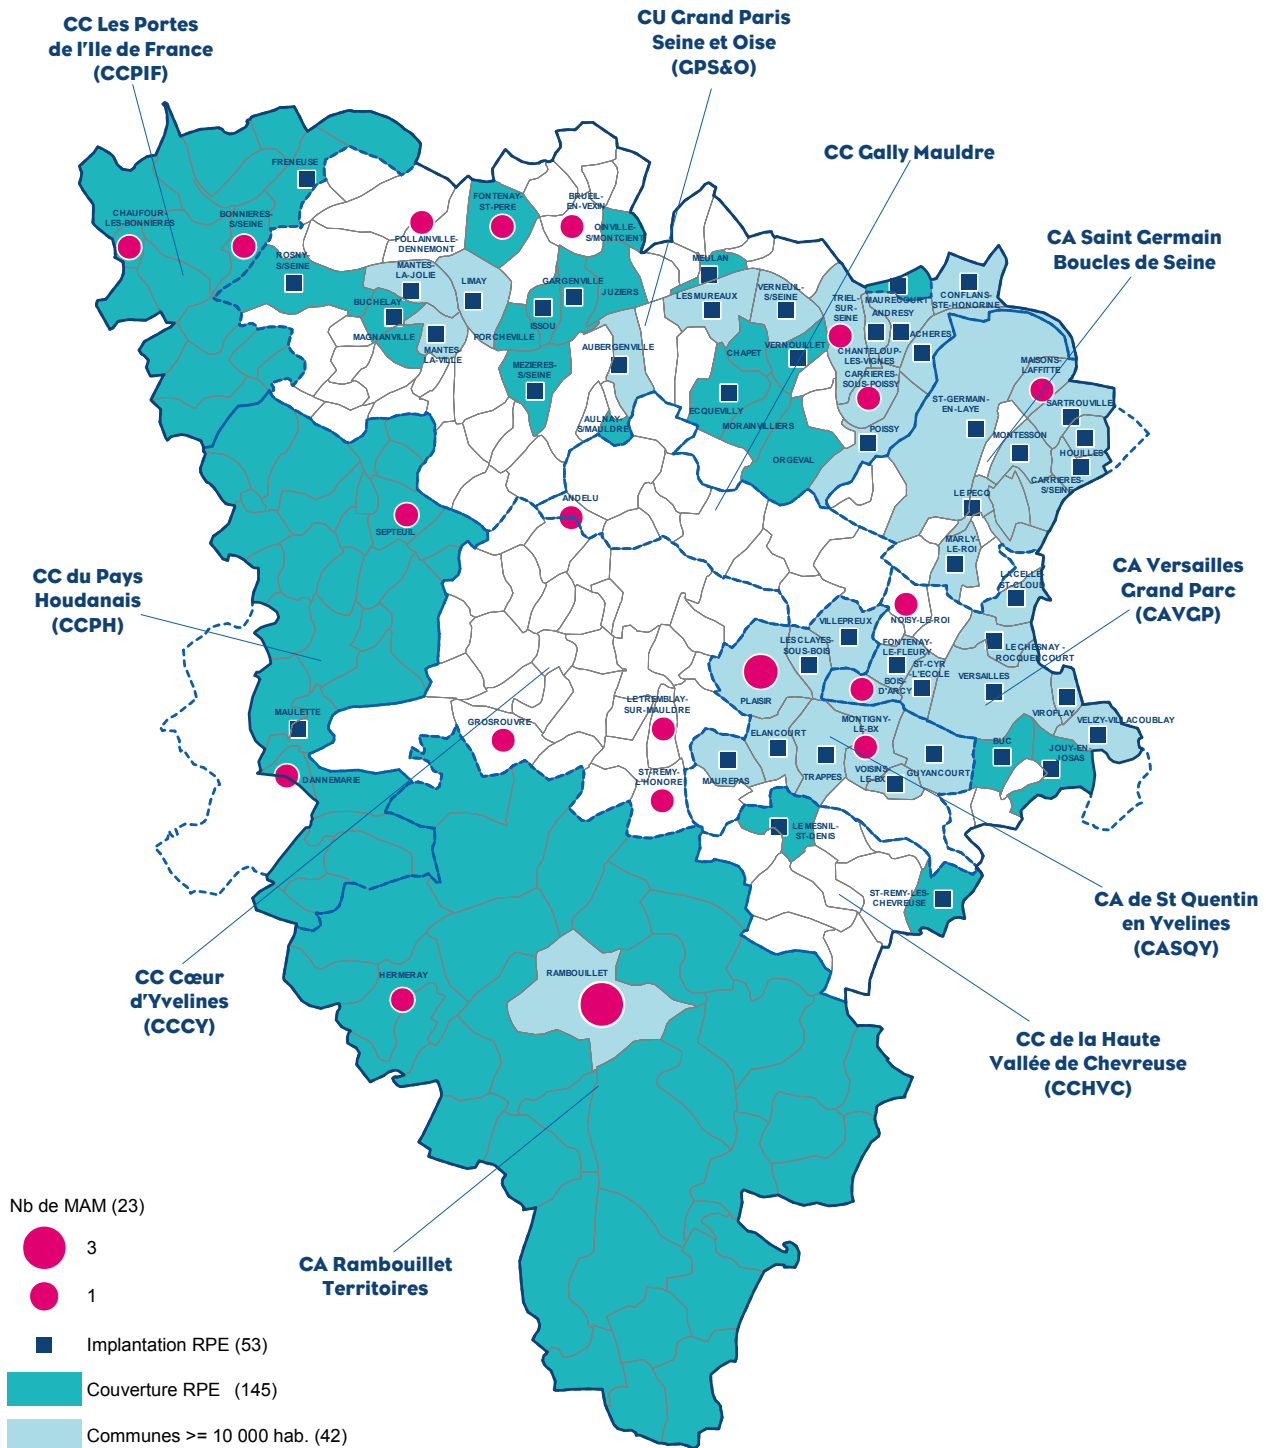 CC Les Portes
de l'Ile de France
(CCPIF)
CU Grand Paris
Seine et Oise
(GPS&O)
CC Gally Mauldre
CA Saint Germain
Boucles de Seine
FRENEUSE
CHAUFOUR-
LES-BONNIERES
BONNIERES-
S/SEINE
FOLLAINVILLE-
DENNEMONT
FONTENAY-
ST-PERE
BRUEIL-
EN-VEXIN
OINVILLE-
S/MONTCIENT
ROSNY-
S/SEINE
MANTES-
LA-JOLIE
LIMAY
GARGENVILLE
JUZIERS
MEULAN
LES MUREAUX
VERNEUIL-
S/SEINE
TRIEL-
SUR-
SEINE
MAURECOURT
CONFLANS-
STE-HONORINE
ANDRESY
ACHERES
BUCHELAY
MAGNANVILLE
MANTES-
LA-VILLE
PORCHEVILLE
ISSOU
AUBERGENVILLE
MEZIERES-
S/SEINE
CHAPET
VERNOUILLET
CHANTELOUP-
LES-VIGNES
CARRIERES-
SOUS-POISSY
MAISONS-
LAFFITTE
ST-GERMAIN-
EN-LAYE
SARTROUVILLE
MONTESSON
HOUILLES
CARRIERES-
S/SEINE
ECQUEVILLY
MORAINVILLIERS
AULNAY-
S/MAULDRE
POISSY
ORGEVAL
LE PECQ
ANDELU
SEPTEUIL
MARLY-
LE-ROI
LA CELLE-
ST-CLOUD
CC du Pays
Houdanais
(CCPH)
CA Versailles
Grand Parc
(CAVGP)
NOISY-LE-ROI
VILLEPREUX
LES CLAYES-
SOUS-BOIS
FONTENAY-
LE-FLEURY
ST-CYR
L'ECOLE
BOIS-
D'ARCY
LE CHESNAY -
ROCQUENCOURT
VERSAILLES
PLAISIR
VIROFLAY
VELIZY-VILLACOUBLAY
MAULETTE
DANNEMARIE
GROSROUVRE
LE TREMBLAY-
SUR-MAULDRE
ST-REMY-
L'HONORE
ELANCOURT
MONTIGNY-
LE-BX
MAUREPAS
TRAPPES
VOISINS-
LE-BX
GUYANCOURT
BUC
JOUY-EN-
JOSAS
LE MESNIL-
ST-DENIS
ST-REMY-LES-
CHEVREUSE
CA de St Quentin
en Yvelines
(CASQY)
CC Cœur
d'Yvelines
(CCCY)
HERMERAY
RAMBOUILLET
CC de la Haute
Vallée de Chevreuse
(CCHVC)
CA Rambouillet
Territoires
Nb de MAM (23)
3
1
Implantation RPE (53)
Couverture RPE (145)
Communes >= 10 000 hab. (42)